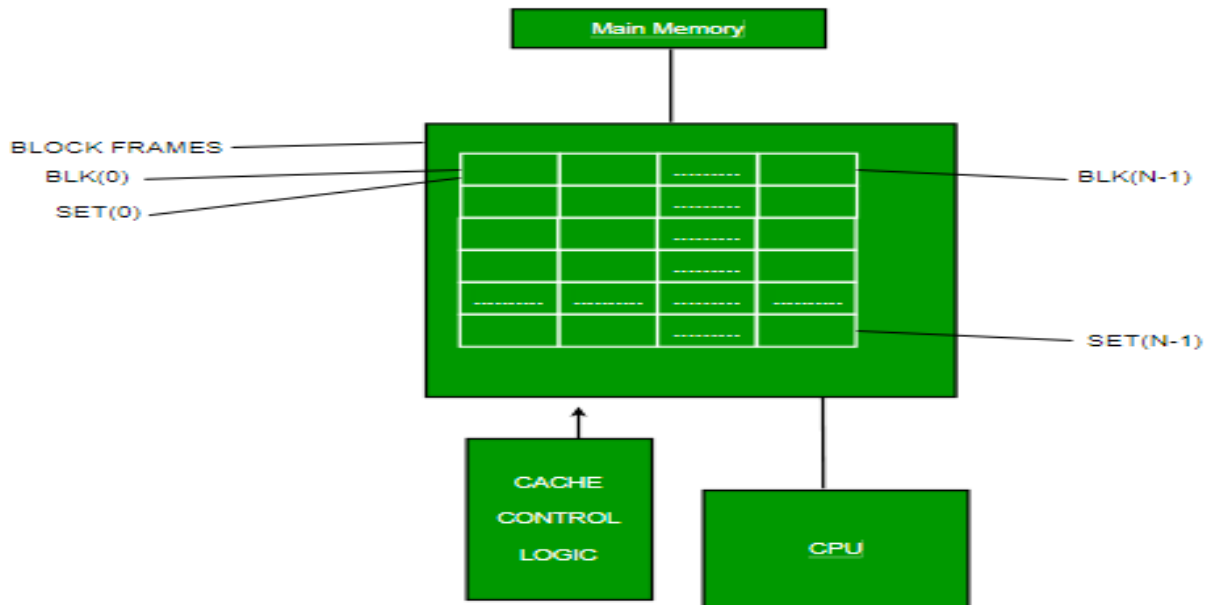 Main Memory
BLOCK FRAMES
BLK(0)
SET(0)
BLK(N-1)
SET(N-1)
CACHE
CONTROL
LOGIC
CPU